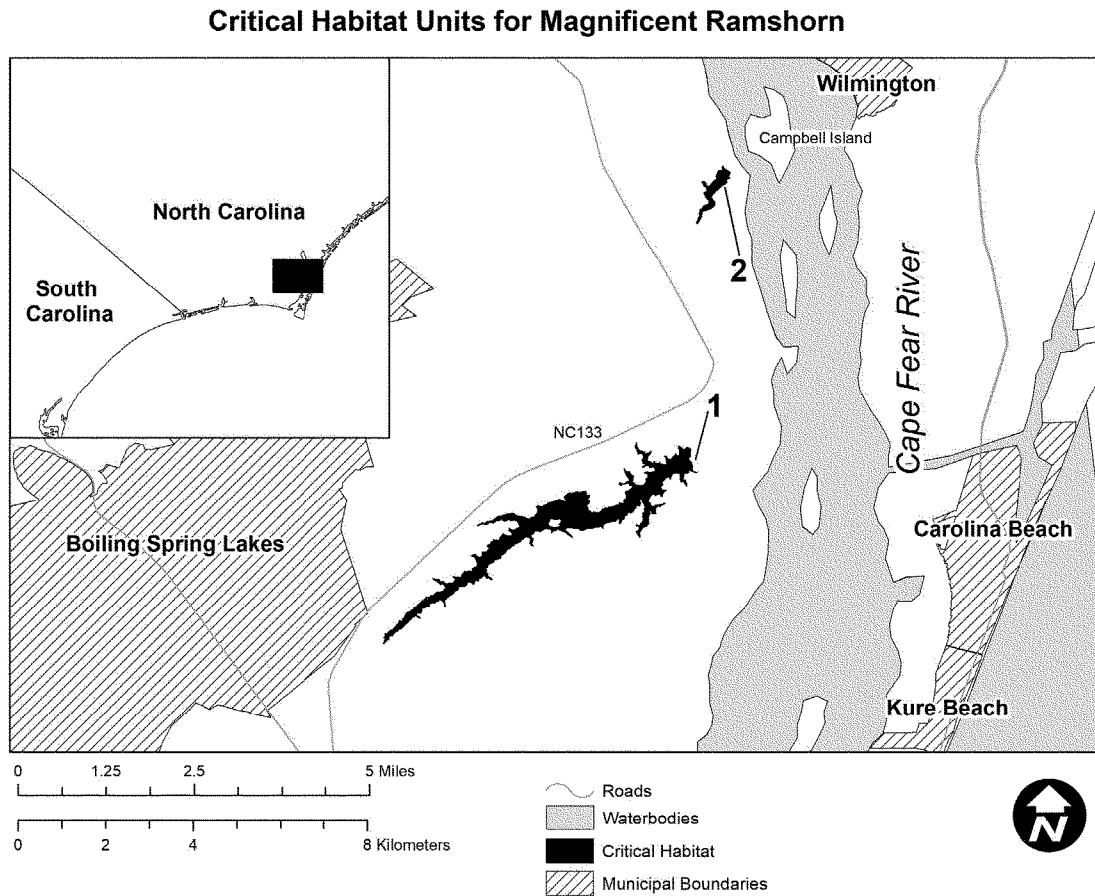 Critical Habitat Units for Magnificent Ramshorn
Wilmington
Campbell Island
North Carolina
South
Carolina
2
Cape Fear River
1
NC133
Carolina Beach
Boiling Spring Lakes
Kure Beach
0 1.25 2.5 5 Miles
0 2 4 8 Kilometers
Roads
Waterbodies
Critical Habitat
Municipal Boundaries
N